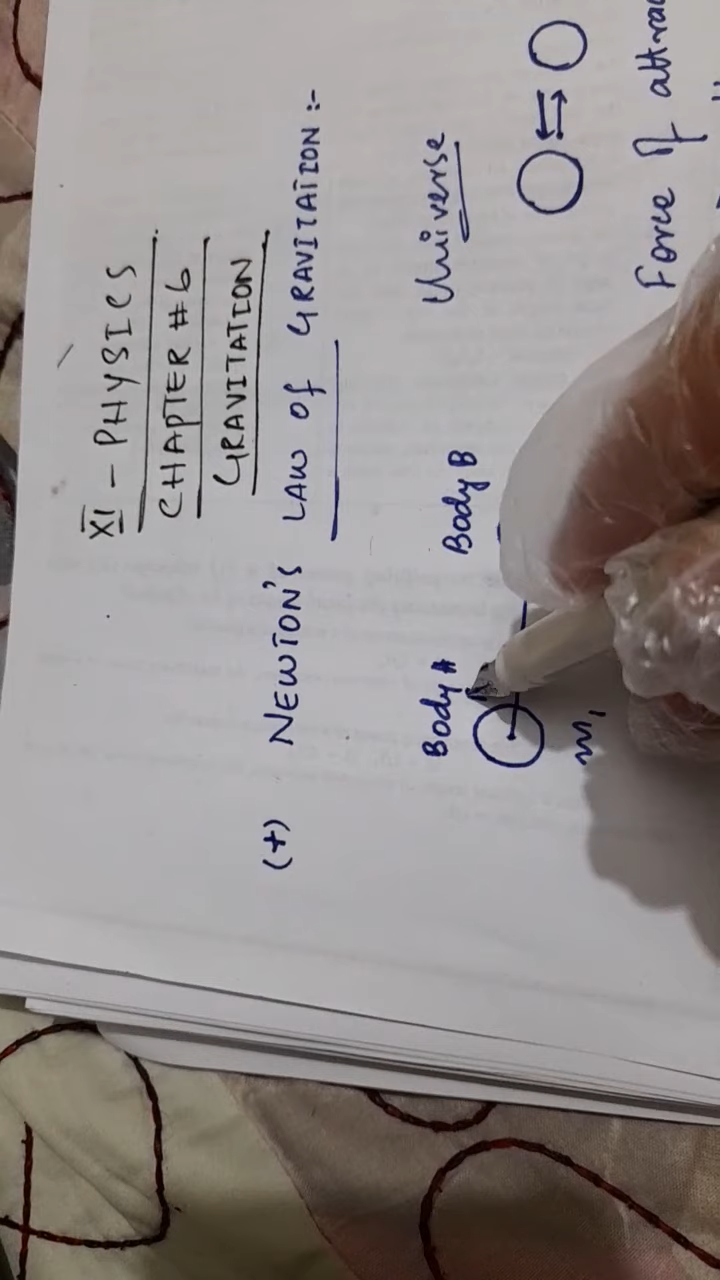 XI - PHYSICS
CHAPTER # 6
GRAVITATION
(+) NEWTON'S LAW OF GRAVITATION :-
Body A Body B Universe
m₁
Force of